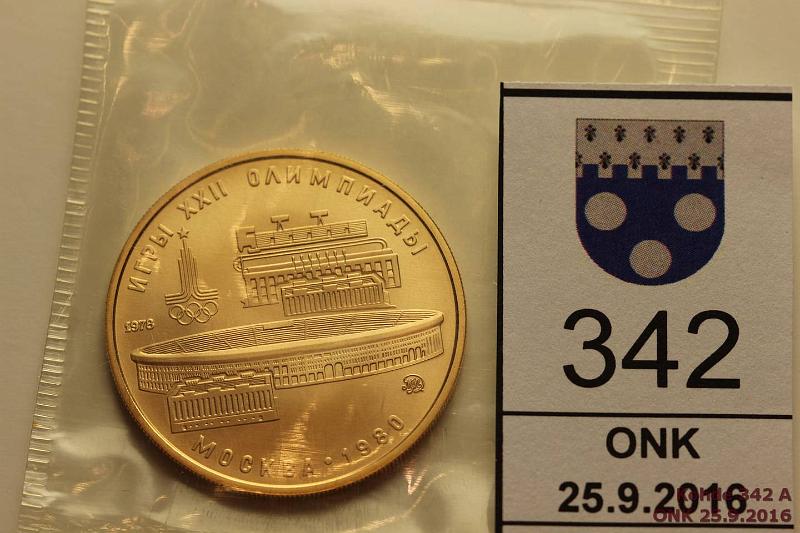 ИГРЫ XXII ОЛИМПИАДЫ
1978
МОСКВА · 1980
342
ONK
25.9.2016
Kohde 342 A
ONK 25.9.2016